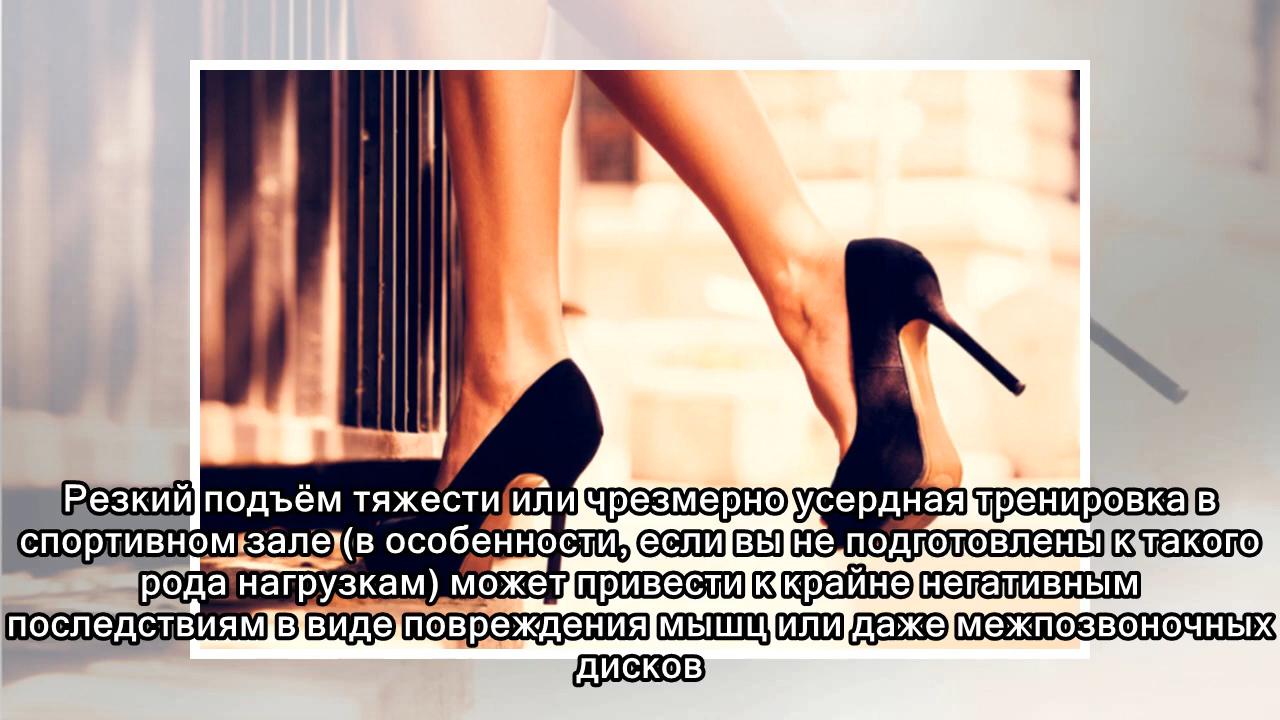 Резкий подъём тяжести или чрезмерно усердная тренировка в
спортивном зале (в особенности, если вы не подготовлены к такого
рода нагрузкам) может привести к крайне негативным
последствиям в виде повреждения мышц или даже межпозвоночных
дисков